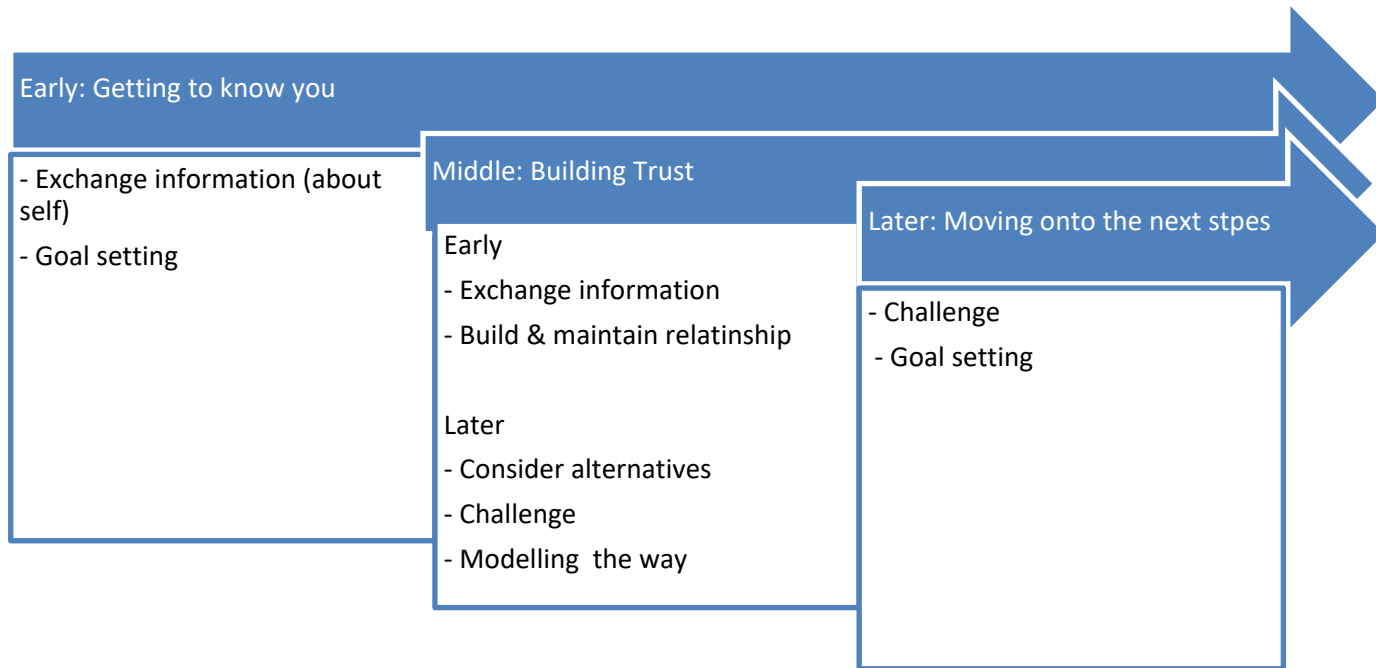 Early: Getting to know you
- Exchange information (about
self)
- Goal setting
Middle: Building Trust
Early
- Exchange information
- Build & maintain relatinship
Later
- Consider alternatives
- Challenge
- Modelling  the way
Later: Moving onto the next stpes
- Challenge
- Goal setting